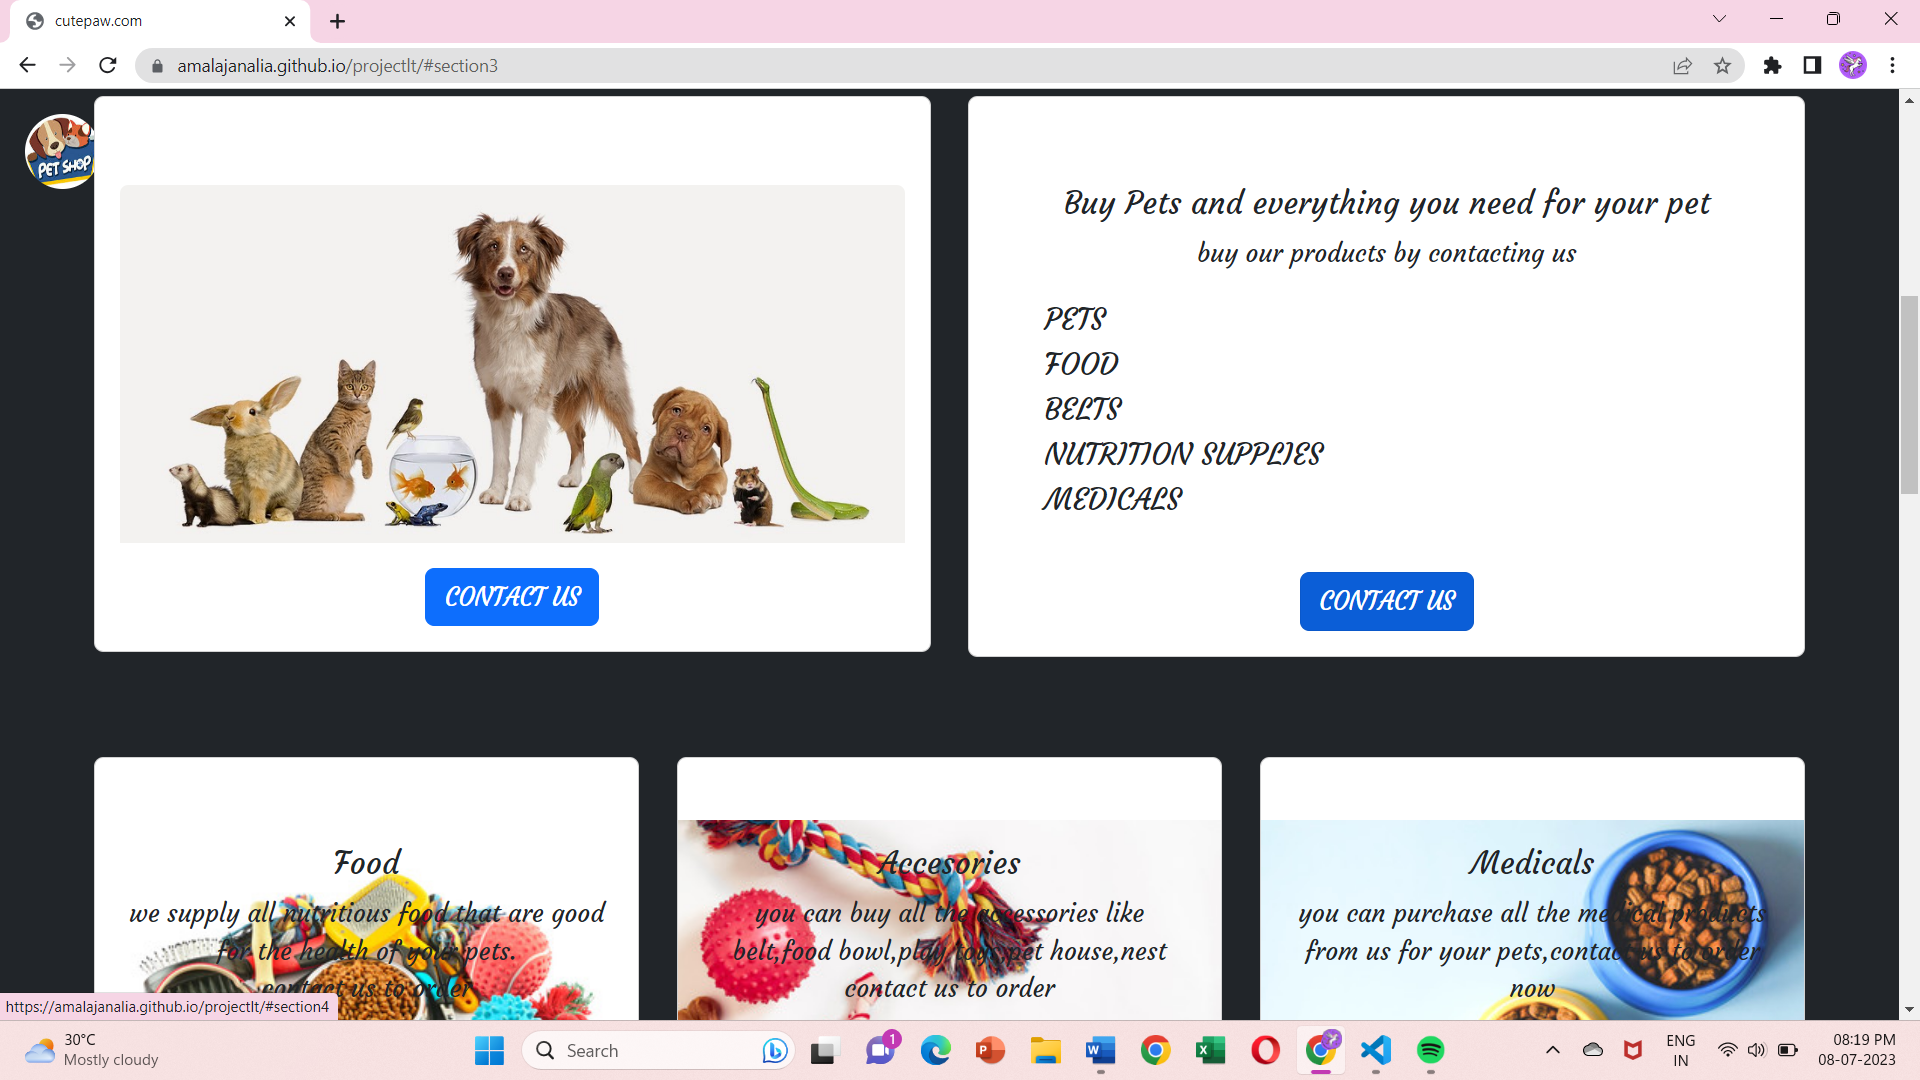 cutepaw.com
amalajanalia.github.io/projectlt/#section3
PET SHOP
Buy Pets and everything you need for your pet
buy our products by contacting us
PETS
FOOD
BELTS
NUTRITION SUPPLIES
MEDICALS
CONTACT US
CONTACT US
Food
we supply all nutritious food that are good
for the health of your pets.
contact us to order
Accesories
you can buy all the accessories like
belt,food bowl,play toys,pet house,nest
contact us to order
Medicals
you can purchase all the medical products
from us for your pets,contact us to order
now
https://amalajanalia.github.io/projectlt/#section4
30°C
Mostly cloudy
Search
1
ENG
IN
08:19 PM
08-07-2023